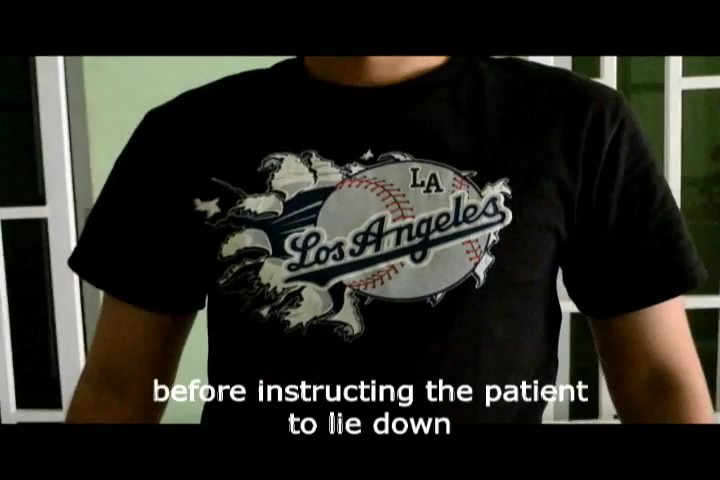 LA
Los Angeles
before instructing the patient
to lie down